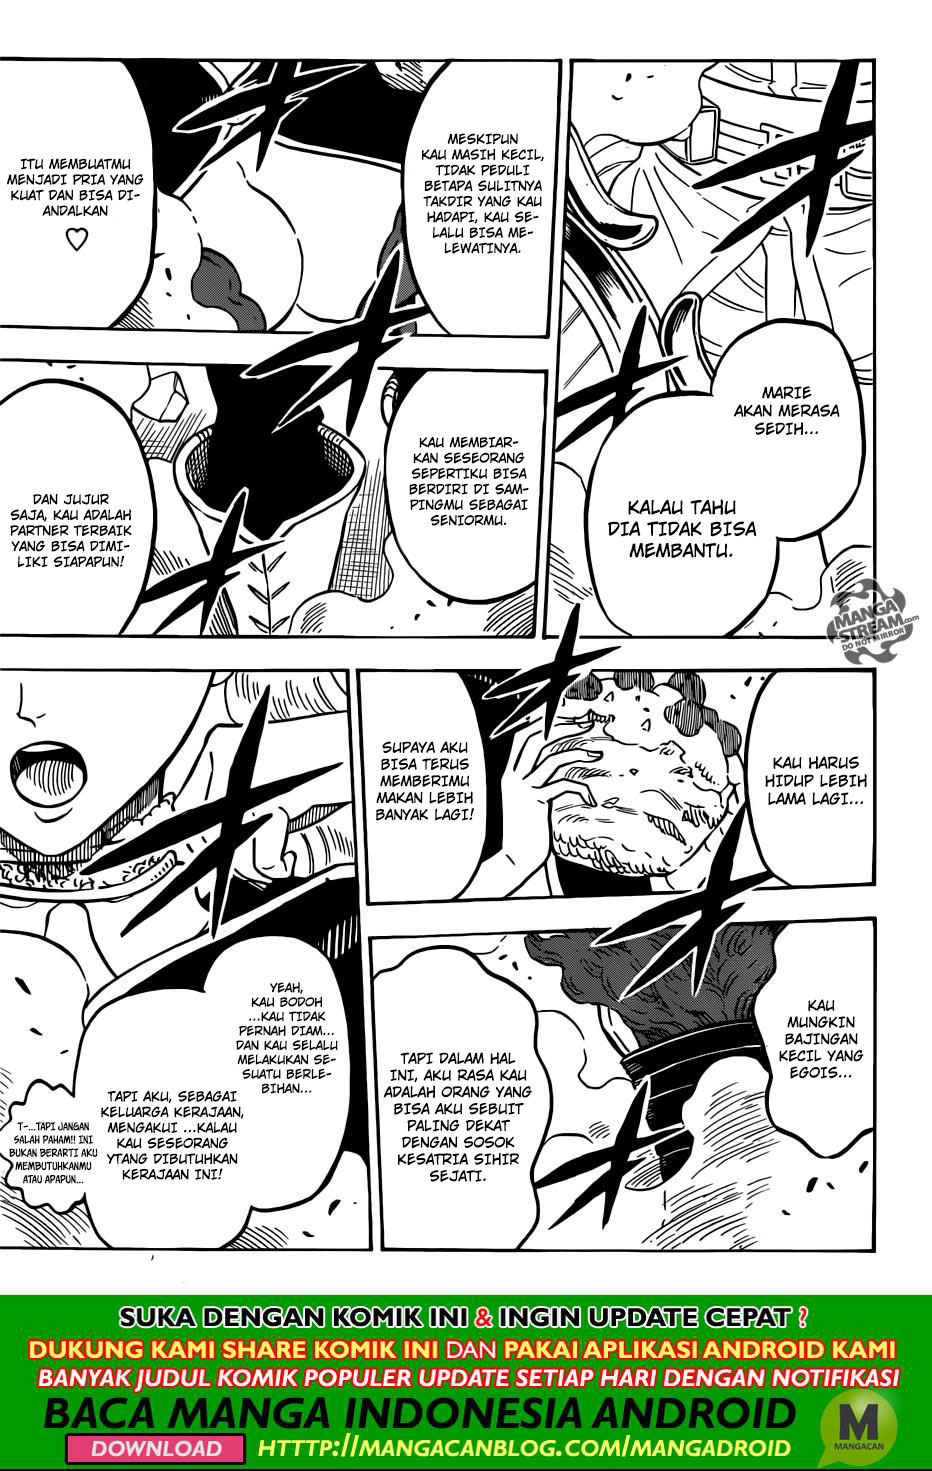 MARIE
AKAN MERASA
SEDIH...
KALAU TAHU
DIA TIDAK BISA
MEMBANTU.
MESKIPUN
KAU MASIH KECIL,
TIDAK PEDULI
BETAPA SULITNYA
TAKDIR YANG KAU
HADAPI, KAU SE-
LALU BISA ME-
LEWATINYA.
ITU MEMBUATMU
MENJADI PRIA YANG
KUAT DAN BISA DI-
ANDALKAN
♡
KAU MEMBIAR-
KAN SESEORANG
SEPERTIKU BISA
BERDIRI DI SAM-
PINGMU SEBAGAI
SENIORMU.
DAN JUJUR
SAJA, KAU ADALAH
PARTNER TERBAIK
YANG BISA DIMI-
LIKI SIAPAPUN!
MANGA
STREAM.com
DO NOT MIRROR
KAU HARUS
HIDUP LEBIH
LAMA LAGI...
SUPAYA AKU
BISA TERUS
MEMBERIMU
MAKAN LEBIH
BANYAK LAGI!
KAU
MUNGKIN
BAJINGAN
KECIL YANG
EGOIS...
TAPI DALAM HAL
INI, AKU RASA KAU
ADALAH ORANG YANG
BISA AKU SEBUIT
PALING DEKAT
DENGAN SOSOK
KESATRIA SIHIR
SEJATI.
YEAH,
KAU BODOH
...KAU TIDAK
PERNAH DIAM...
DAN KAU SELALU
MELAKUKAN SE-
SUATU BERLE-
BIHAN...
TAPI AKU, SEBAGAI
KELUARGA KERAJAAN,
MENGAKUI ...KALAU
KAU SESEORANG
YTANG DIBUTUHKAN
KERAJAAN INI!
T-...TAPI JANGAN
SALAH PAHAM!! INI
BUKAN BERARTI AKU
MEMBUTUHKANMU
ATAU APAPUN...
SUKA DENGAN KOMIK INI & INGIN UPDATE CEPAT ?
DUKUNG KAMI SHARE KOMIK INI DAN PAKAI APLIKASI ANDROID KAMI
BANYAK JUDUL KOMIK POPULER UPDATE SETIAP HARI DENGAN NOTIFIKASI
BACA MANGA INDONESIA ANDROID
DOWNLOAD HTTTP://MANGACANBLOG.COM/MANGADROID
M
MANGACAN